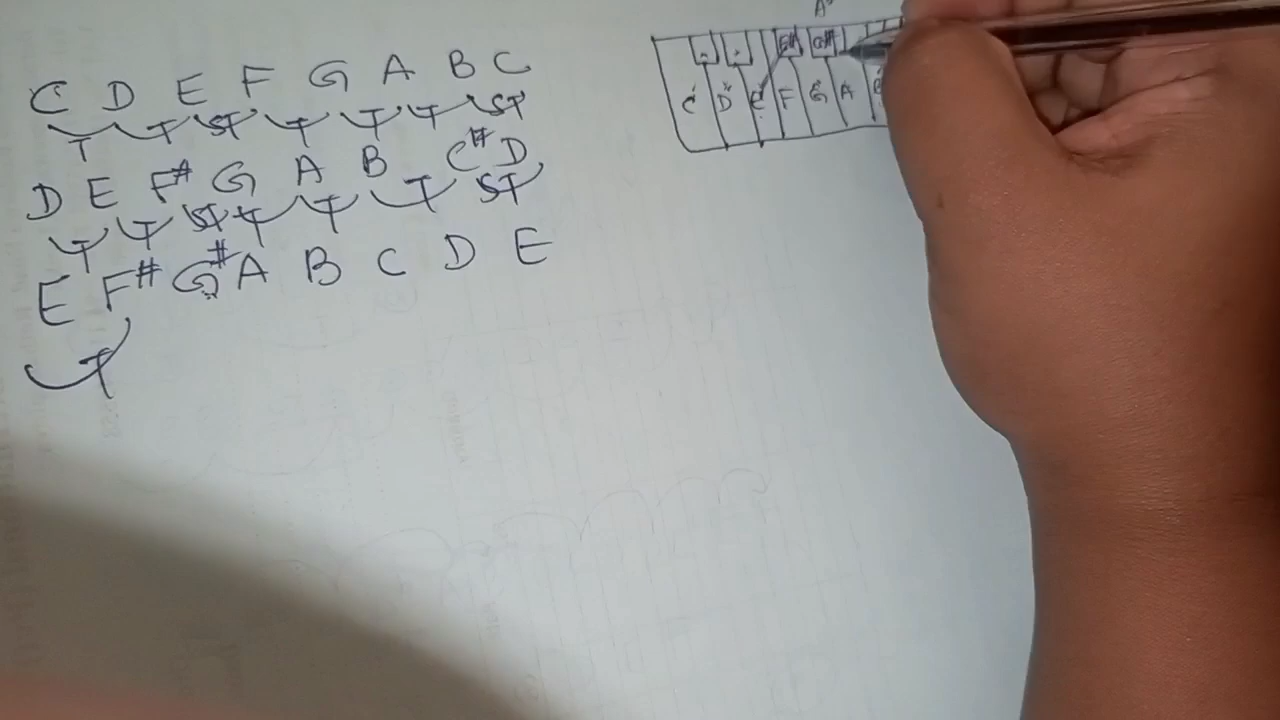 C D E F G A B C
T T ST T T T ST
D E F# G A B C# D
T T ST T T T ST
E F# G# A B C D E
T
G#
C D E F G A